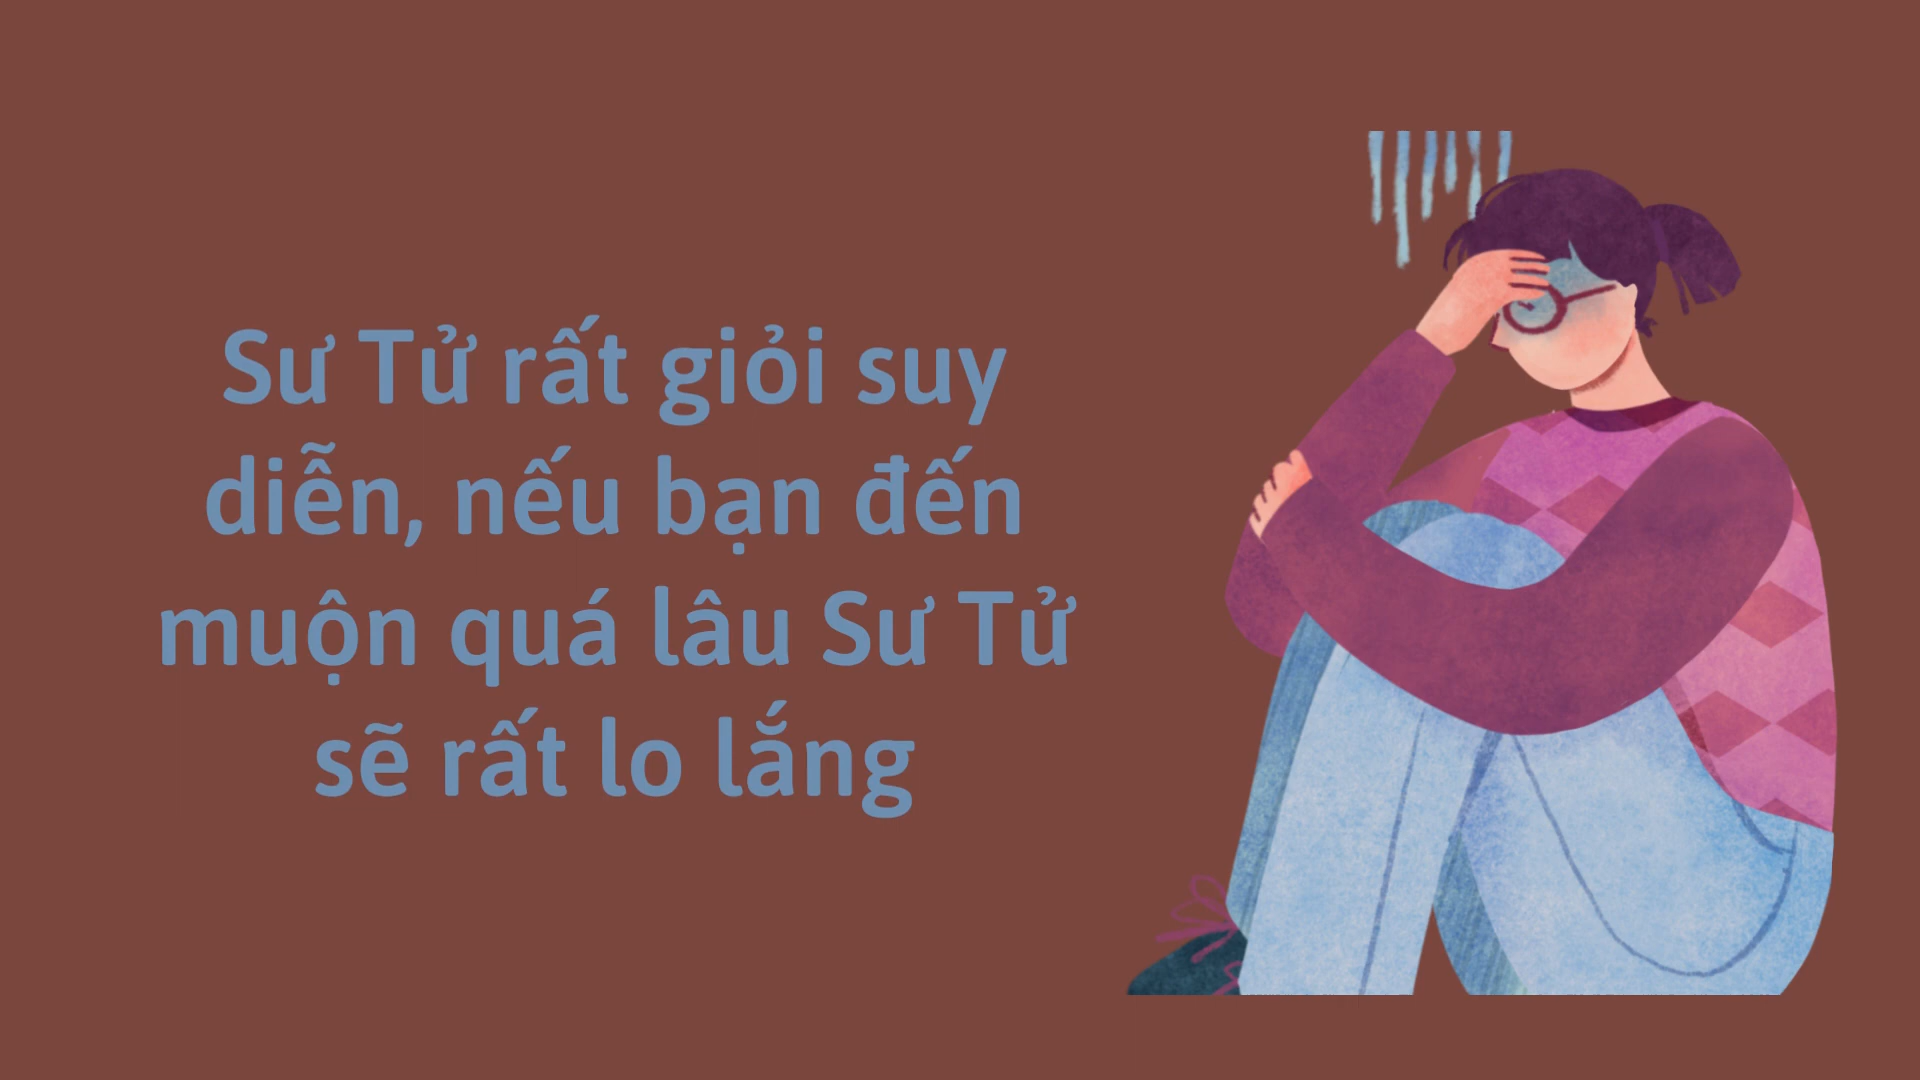 Sư Tử rất giỏi suy
diễn, nếu bạn đến
muộn quá lâu Sư Tử
sẽ rất lo lắng